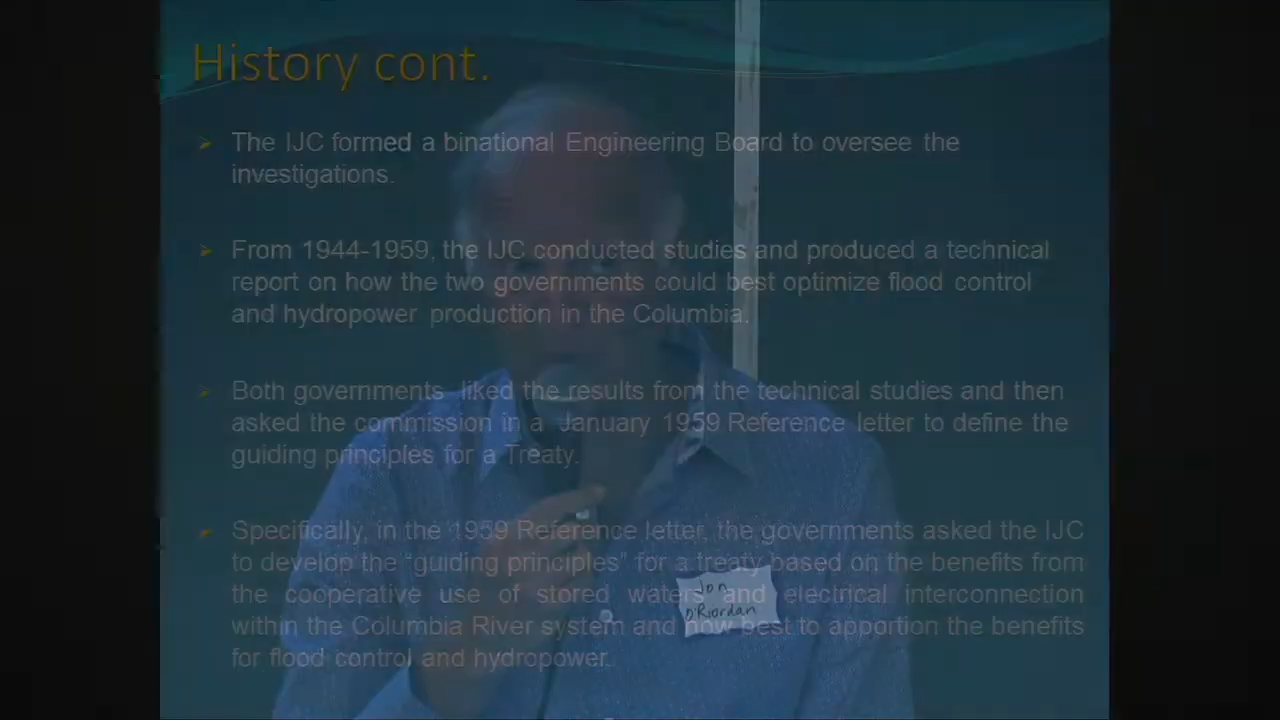 History cont.
The IJC formed a binational Engineering Board to oversee the
investigations.
From 1944-1959, the IJC conducted studies and produced a technical
report on how the two governments could best optimize flood control
and hydropower production in the Columbia.
Both governments liked the results from the technical studies and then
asked the commission in a January 1959 Reference letter to define the
guiding principles for a Treaty.
Specifically, in the 1959 Reference letter, the governments asked the IJC
to develop the "guiding principles" for a treaty based on the benefits from
the cooperative use of stored waters and electrical interconnection
within the Columbia River system and how best to apportion the benefits
for flood control and hydropower.
Jon
O'Riordan